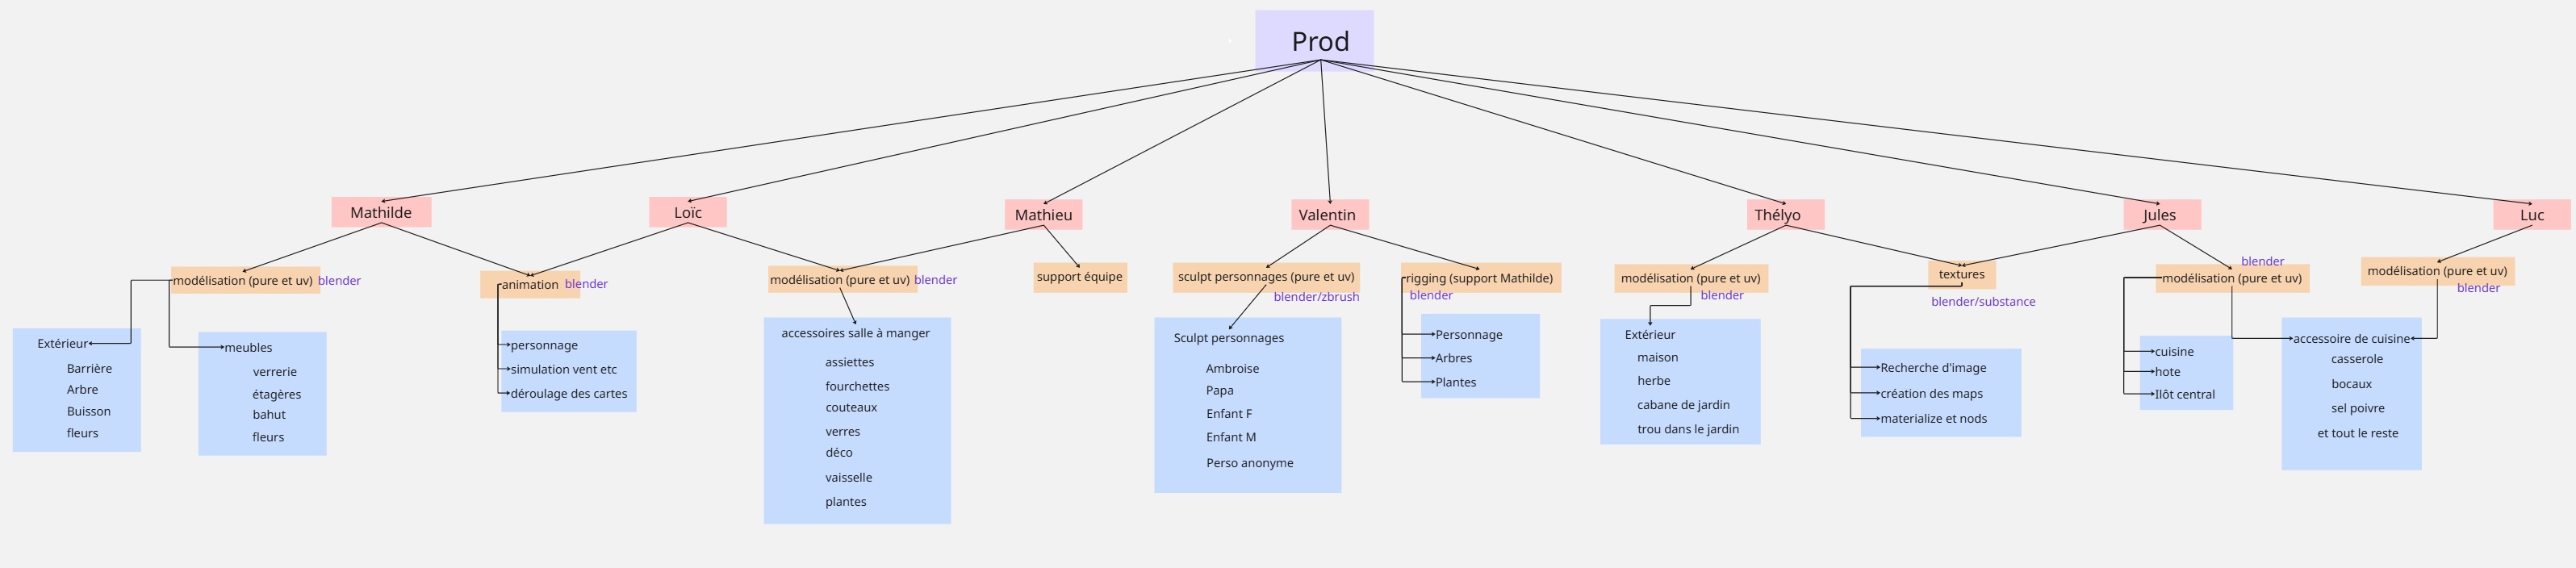 Prod
Mathilde
Loïc
Mathieu
Valentin
Thélyo
Jules
Luc
modélisation (pure et uv)
blender
animation
blender
modélisation (pure et uv)
blender
support équipe
sculpt personnages (pure et uv)
blender/zbrush
rigging (support Mathilde)
blender
modélisation (pure et uv)
blender
textures
blender/substance
blender
modélisation (pure et uv)
modélisation (pure et uv)
blender
Extérieur
Barrière
Arbre
Buisson
fleurs
meubles
verrerie
étagères
bahut
fleurs
personnage
simulation vent etc
déroulage des cartes
accessoires salle à manger
assiettes
fourchettes
couteaux
verres
déco
vaisselle
plantes
Sculpt personnages
Ambroise
Papa
Enfant F
Enfant M
Perso anonyme
Personnage
Arbres
Plantes
Extérieur
maison
herbe
cabane de jardin
trou dans le jardin
Recherche d'image
création des maps
materialize et nods
cuisine
hote
Ilôt central
accessoire de cuisine
casserole
bocaux
sel poivre
et tout le reste